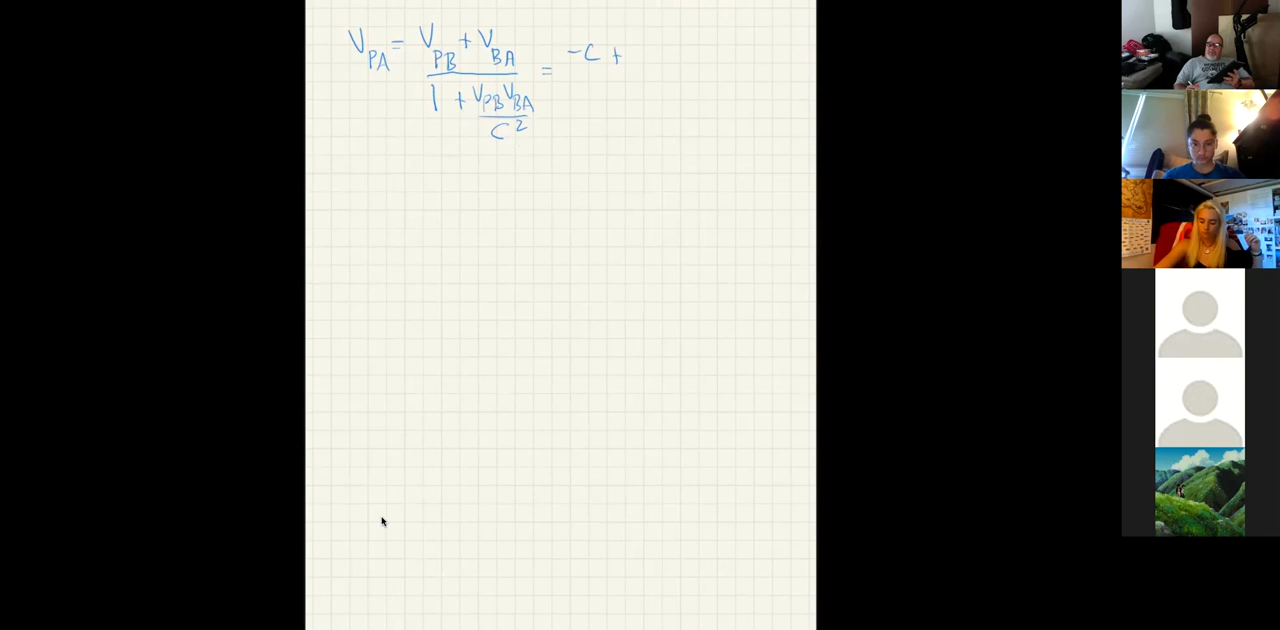 V_PA = (V_PB + V_BA) / (1 + V_PB V_BA / C²) = -C +